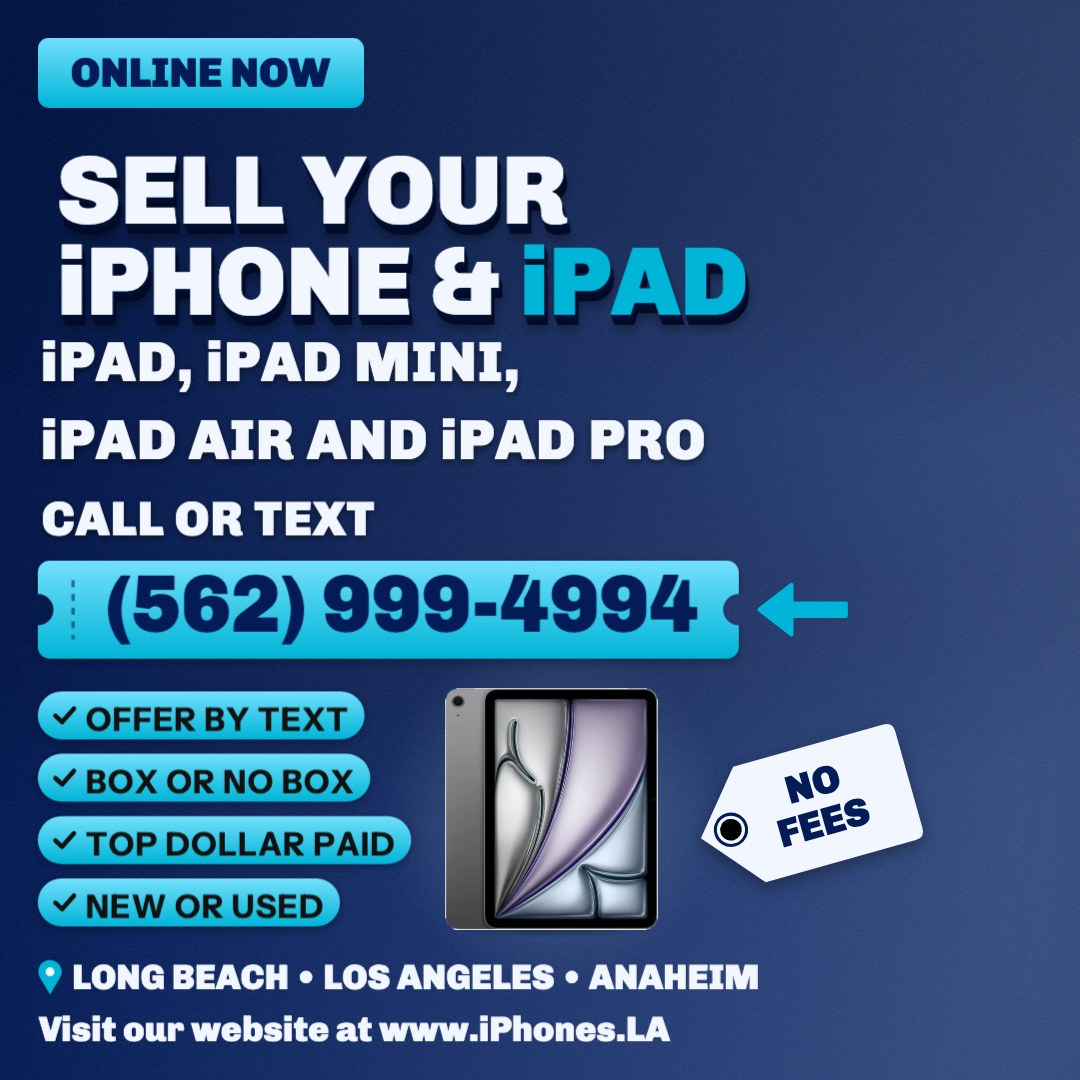 ONLINE NOW
SELL YOUR
iPHONE & iPAD
iPAD, iPAD MINI,
iPAD AIR AND iPAD PRO
CALL OR TEXT
(562) 999-4994
OFFER BY TEXT
BOX OR NO BOX
TOP DOLLAR PAID
NEW OR USED
NO
FEES
LONG BEACH • LOS ANGELES • ANAHEIM
Visit our website at www.iPhones.LA